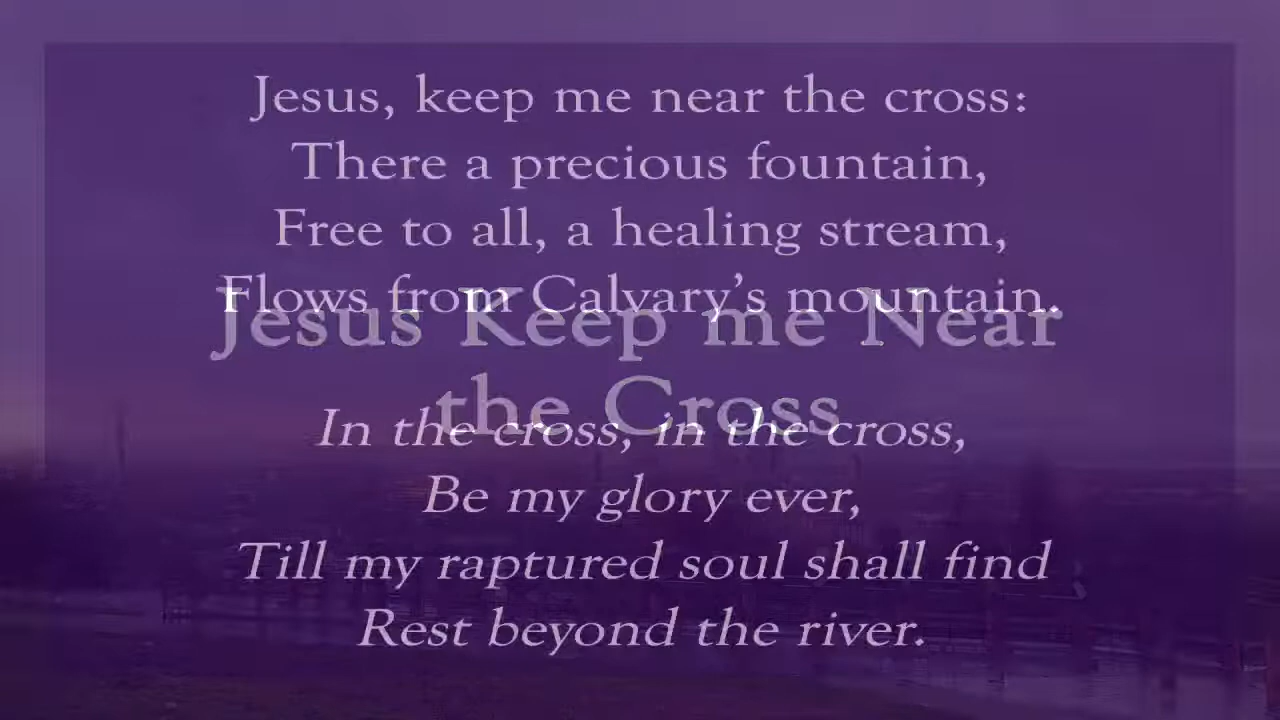 Jesus, keep me near the cross:
There a precious fountain,
Free to all, a healing stream,
Flows from Calvary's mountain.
Jesus Keep me Near
the Cross
In the cross, in the cross,
Be my glory ever,
Till my raptured soul shall find
Rest beyond the river.